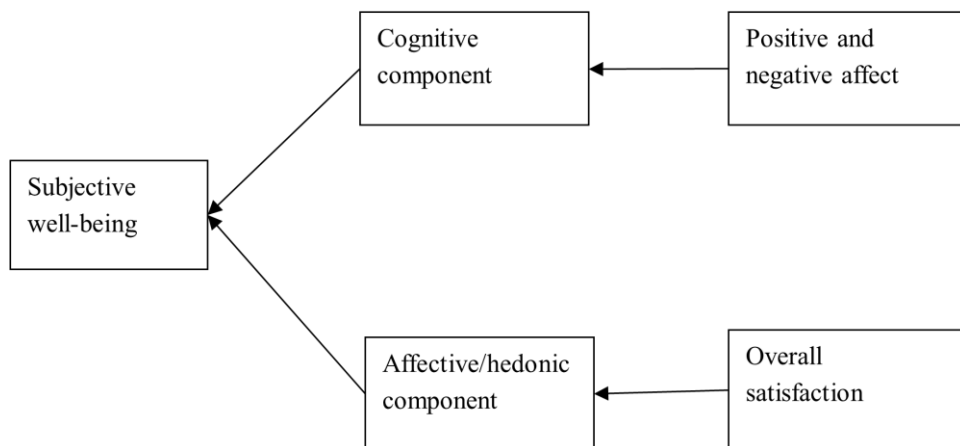 Cognitive
component
Positive and
negative affect
Subjective
well-being
Affective/hedonic
component
Overall
satisfaction